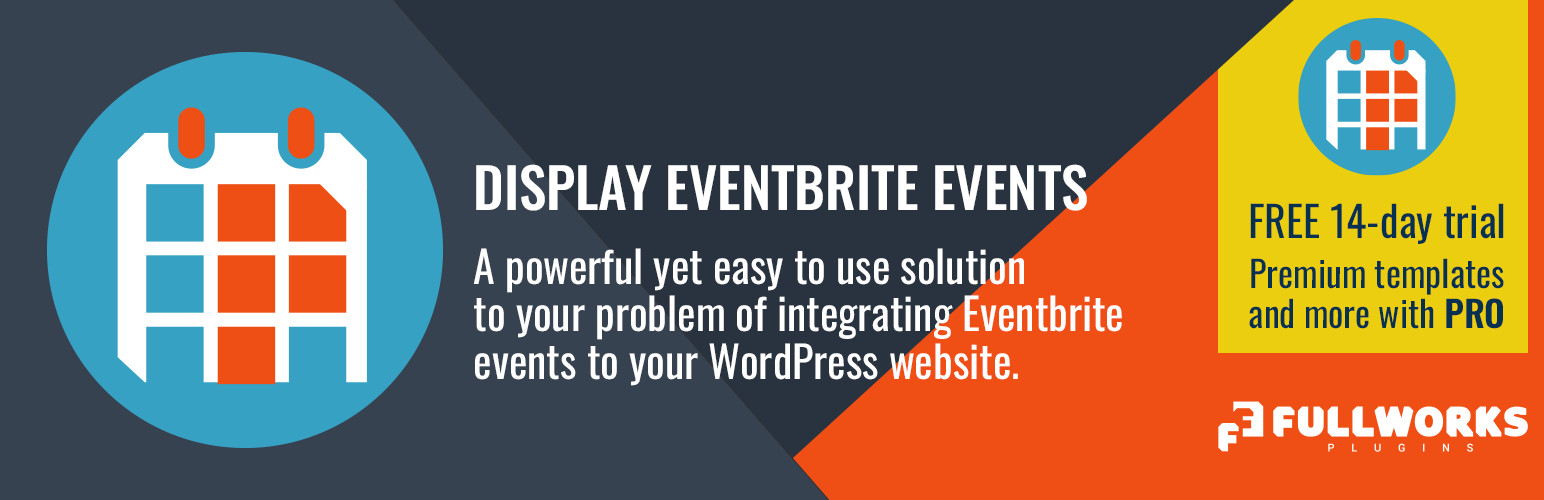 DISPLAY EVENTBRITE EVENTS
A powerful yet easy to use solution
to your problem of integrating Eventbrite
events to your WordPress website.
FREE 14-day trial
Premium templates
and more with PRO
FULLWORKS
PLUGINS